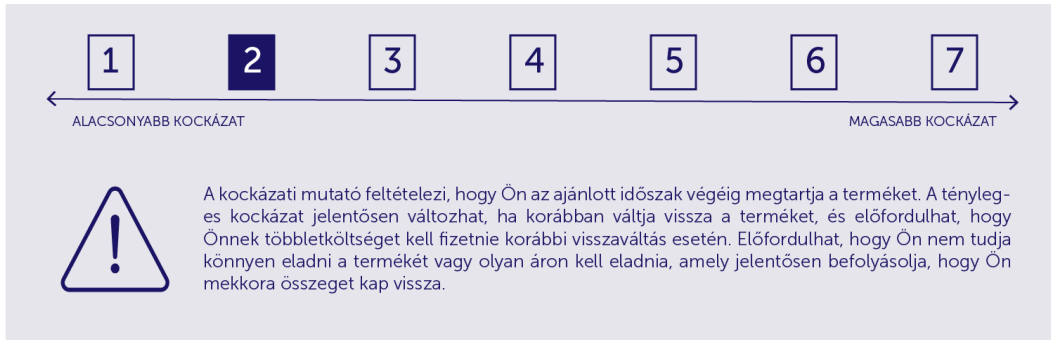 1 2 3 4 5 6 7
ALACSONYABB KOCKÁZAT MAGASABB KOCKÁZAT
A kockázati mutató feltételezi, hogy Ön az ajánlott időszak végéig megtartja a terméket. A tényleg-
es kockázat jelentősen változhat, ha korábban váltja vissza a terméket, és előfordulhat, hogy
Önnek többletköltséget kell fizetnie korábbi visszaváltás esetén. Előfordulhat, hogy Ön nem tudja
könnyen eladni a termékét vagy olyan áron kell eladnia, amely jelentősen befolyásolja, hogy Ön
mekkora összeget kap vissza.